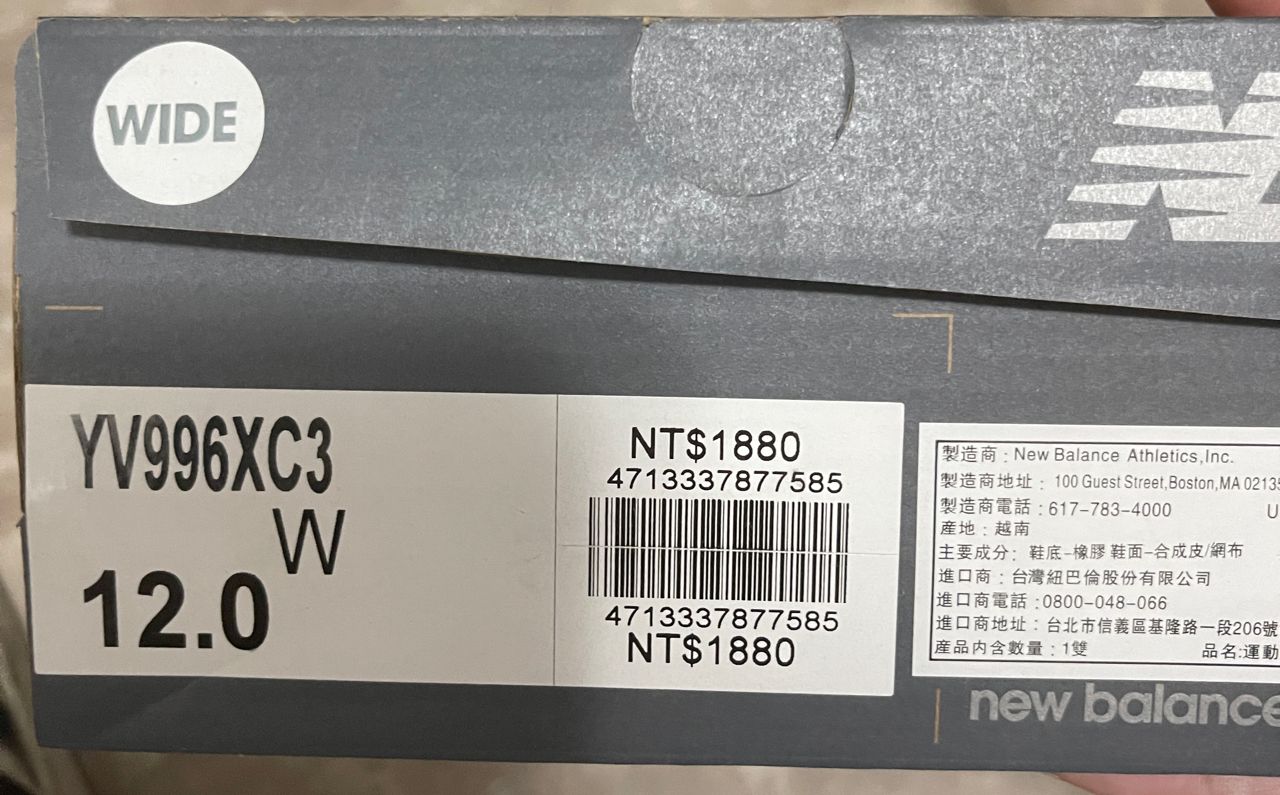 WIDE
YV996XC3
W
12.0
NT$1880
4713337877585
4713337877585
NT$1880
製造商：New Balance Athletics,Inc.
製造商地址：100 Guest Street,Boston,MA 02135
U
製造商電話：617-783-4000
產地：越南
主要成分：鞋底-橡膠 鞋面-合成皮/網布
進口商：台灣紐巴倫股份有限公司
進口商電話：0800-048-066
進口商地址：台北市信義區基隆路一段206號
產品內含數量：1雙 品名:運動
new balance